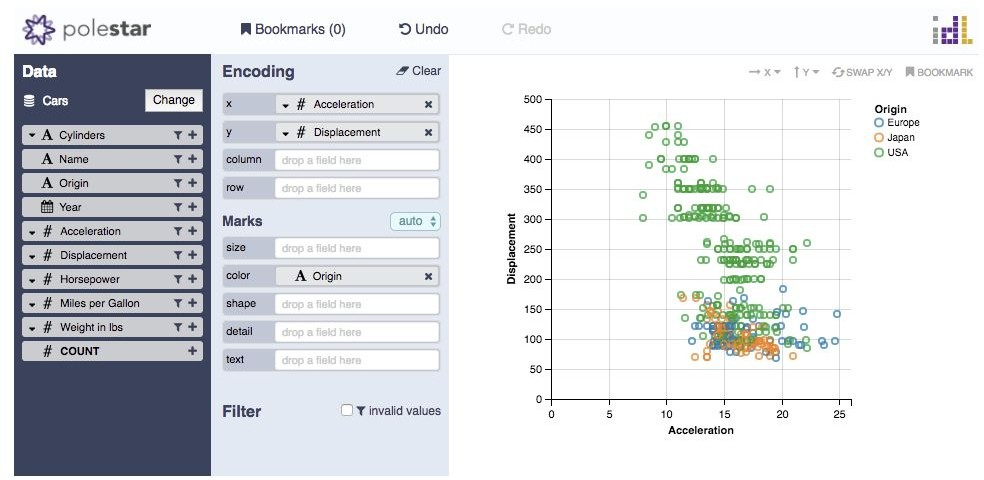 polestar
Bookmarks (0)
Undo
Redo
idl
Data
Cars
Change
A Cylinders
A Name
A Origin
Year
# Acceleration
# Displacement
# Horsepower
# Miles per Gallon
# Weight in lbs
# COUNT
Encoding
Clear
x # Acceleration
y # Displacement
column drop a field here
row drop a field here
Marks
auto
size drop a field here
color A Origin
shape drop a field here
detail drop a field here
text drop a field here
Filter
invalid values
X
Y
SWAP X/Y
BOOKMARK
500
450
400
350
300
250
200
150
100
50
0
Displacement
0 5 10 15 20 25
Acceleration
Origin
Europe
Japan
USA